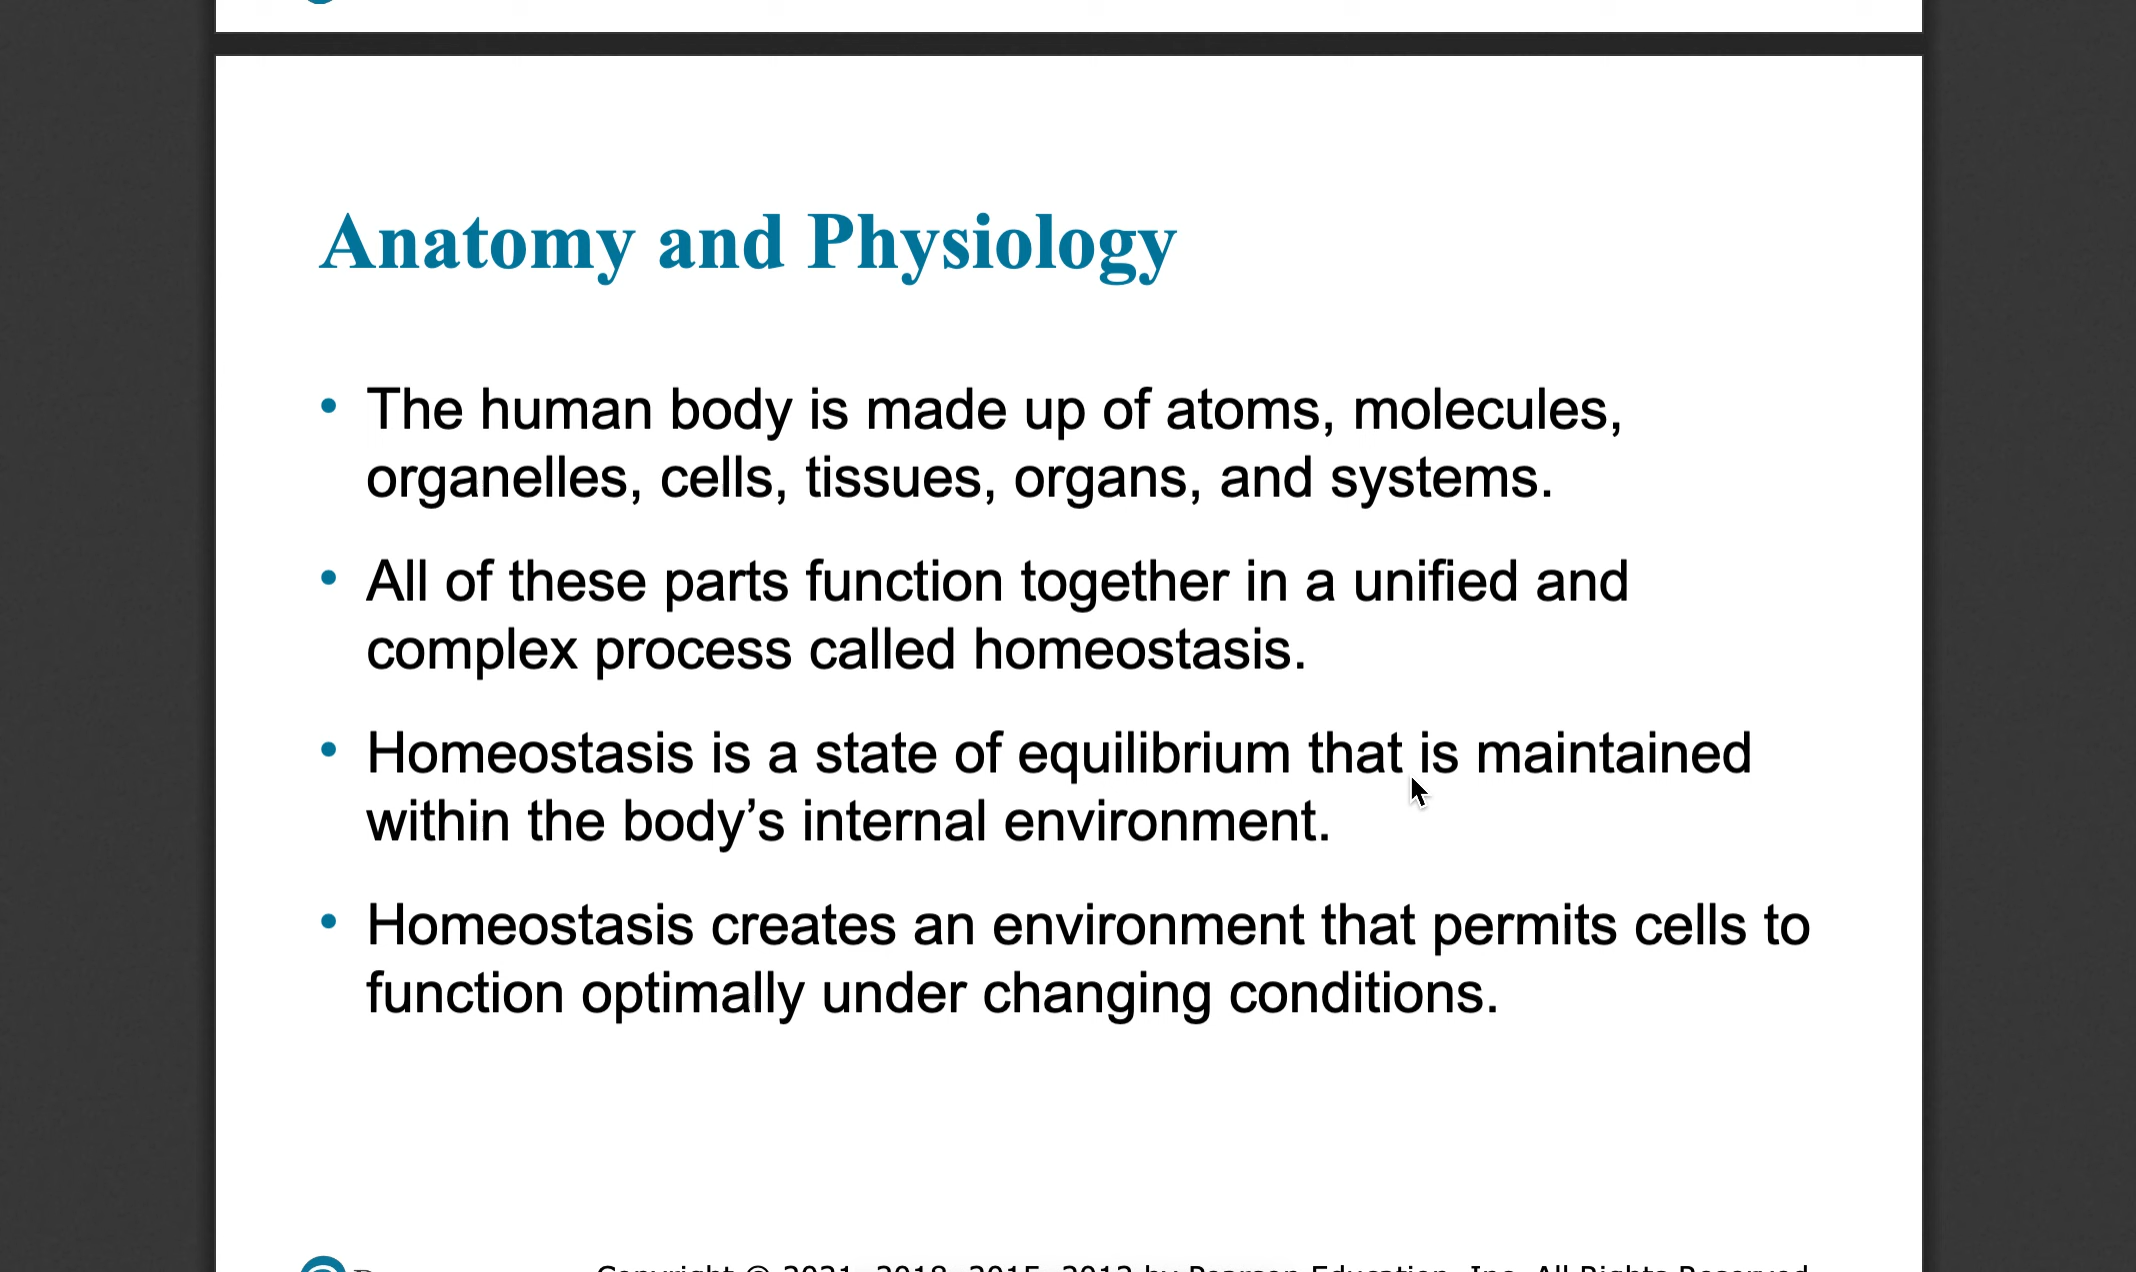 Anatomy and Physiology
• The human body is made up of atoms, molecules,
organelles, cells, tissues, organs, and systems.
• All of these parts function together in a unified and
complex process called homeostasis.
• Homeostasis is a state of equilibrium that is maintained
within the body’s internal environment.
• Homeostasis creates an environment that permits cells to
function optimally under changing conditions.
Copyright © 2021, 2018, 2015, 2012 by Pearson Education, Inc. All Rights Reserved